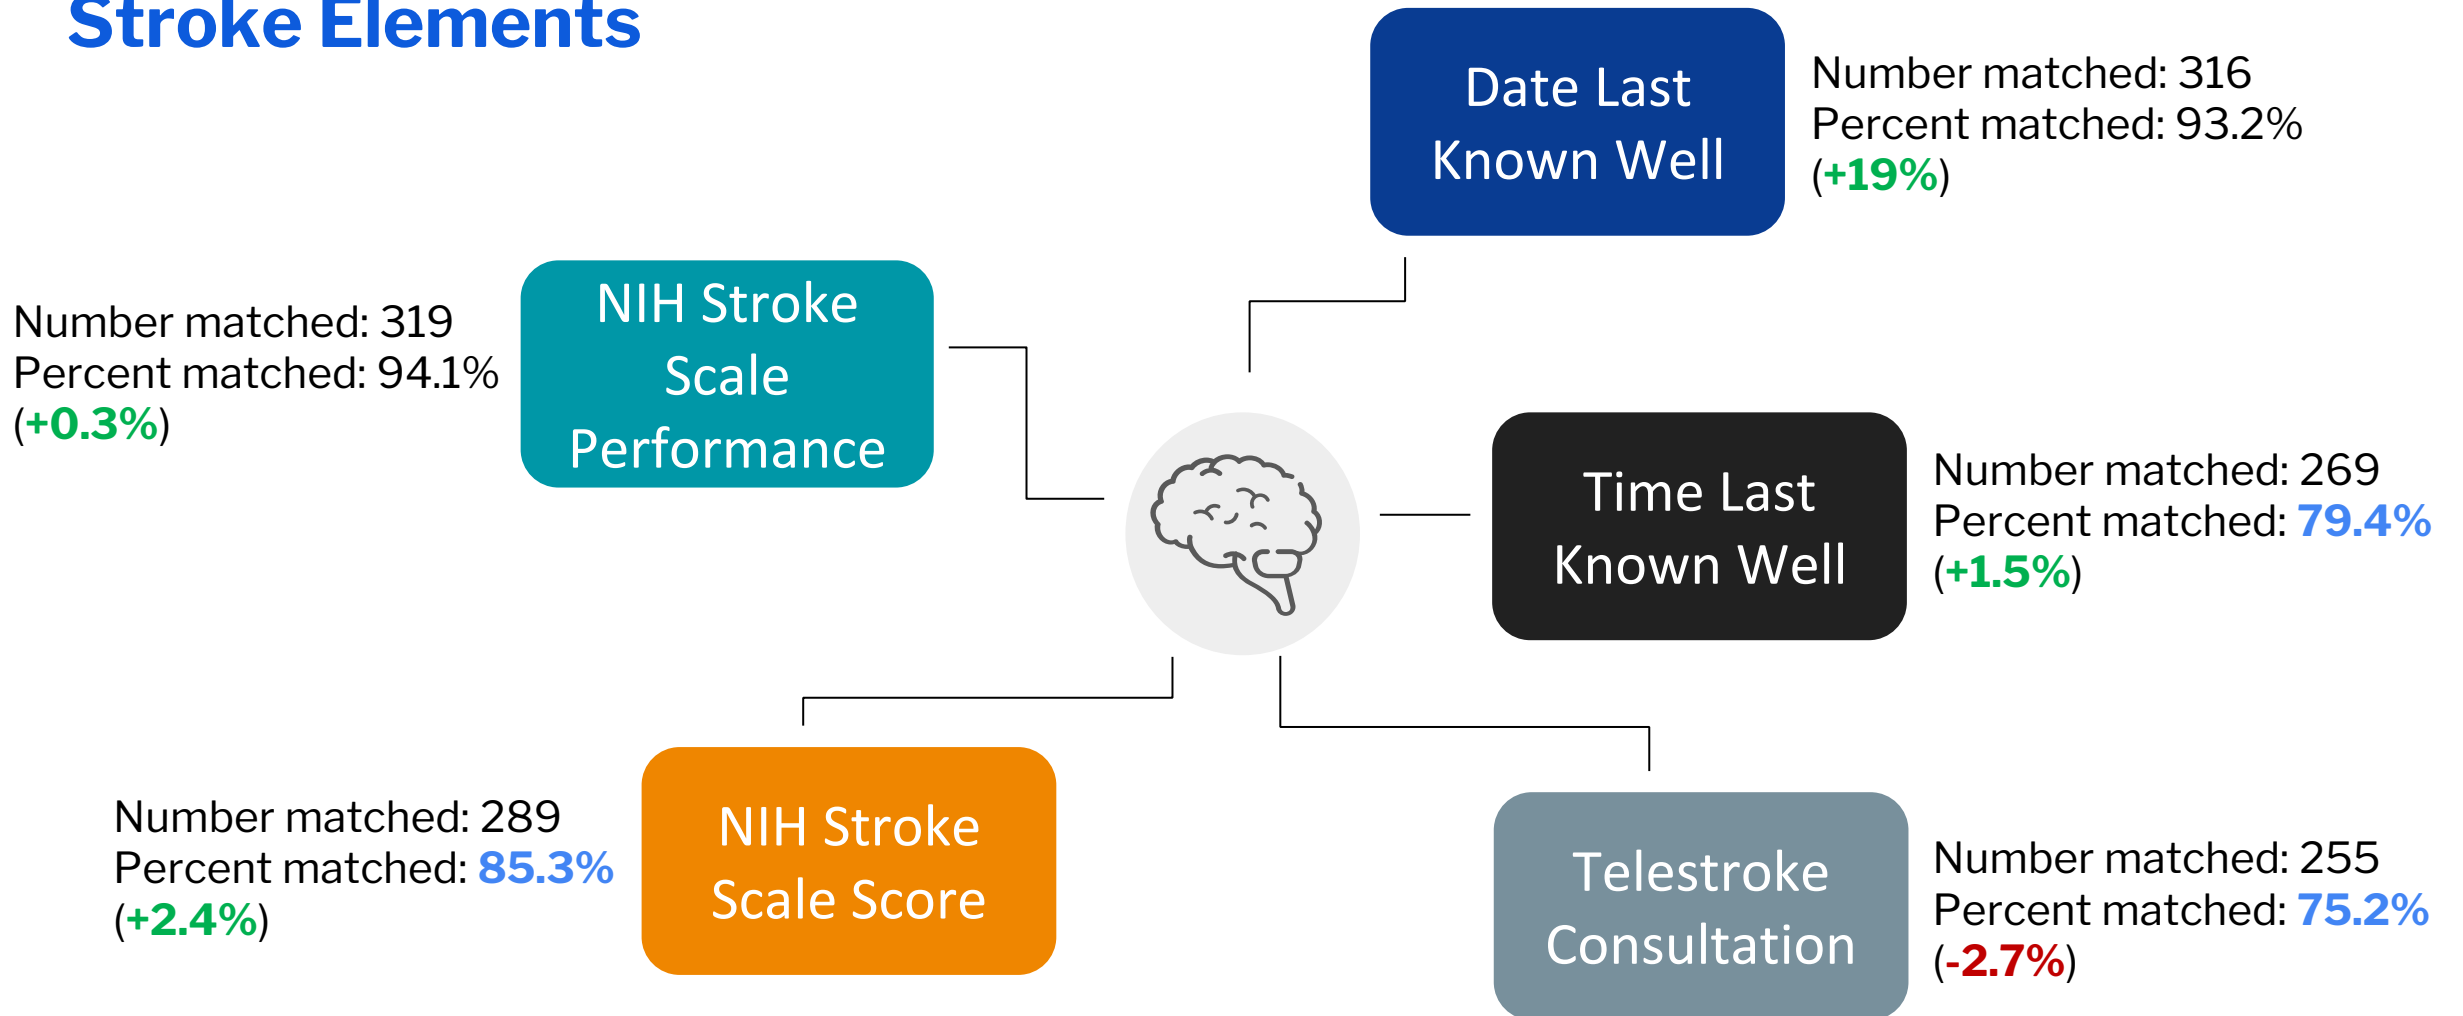 Stroke Elements
Date Last
Known Well
Number matched: 316
Percent matched: 93.2%
(+19%)
NIH Stroke
Scale
Performance
Number matched: 319
Percent matched: 94.1%
(+0.3%)
Time Last
Known Well
Number matched: 269
Percent matched: 79.4%
(+1.5%)
Number matched: 289
Percent matched: 85.3%
(+2.4%)
NIH Stroke
Scale Score
Telestroke
Consultation
Number matched: 255
Percent matched: 75.2%
(-2.7%)